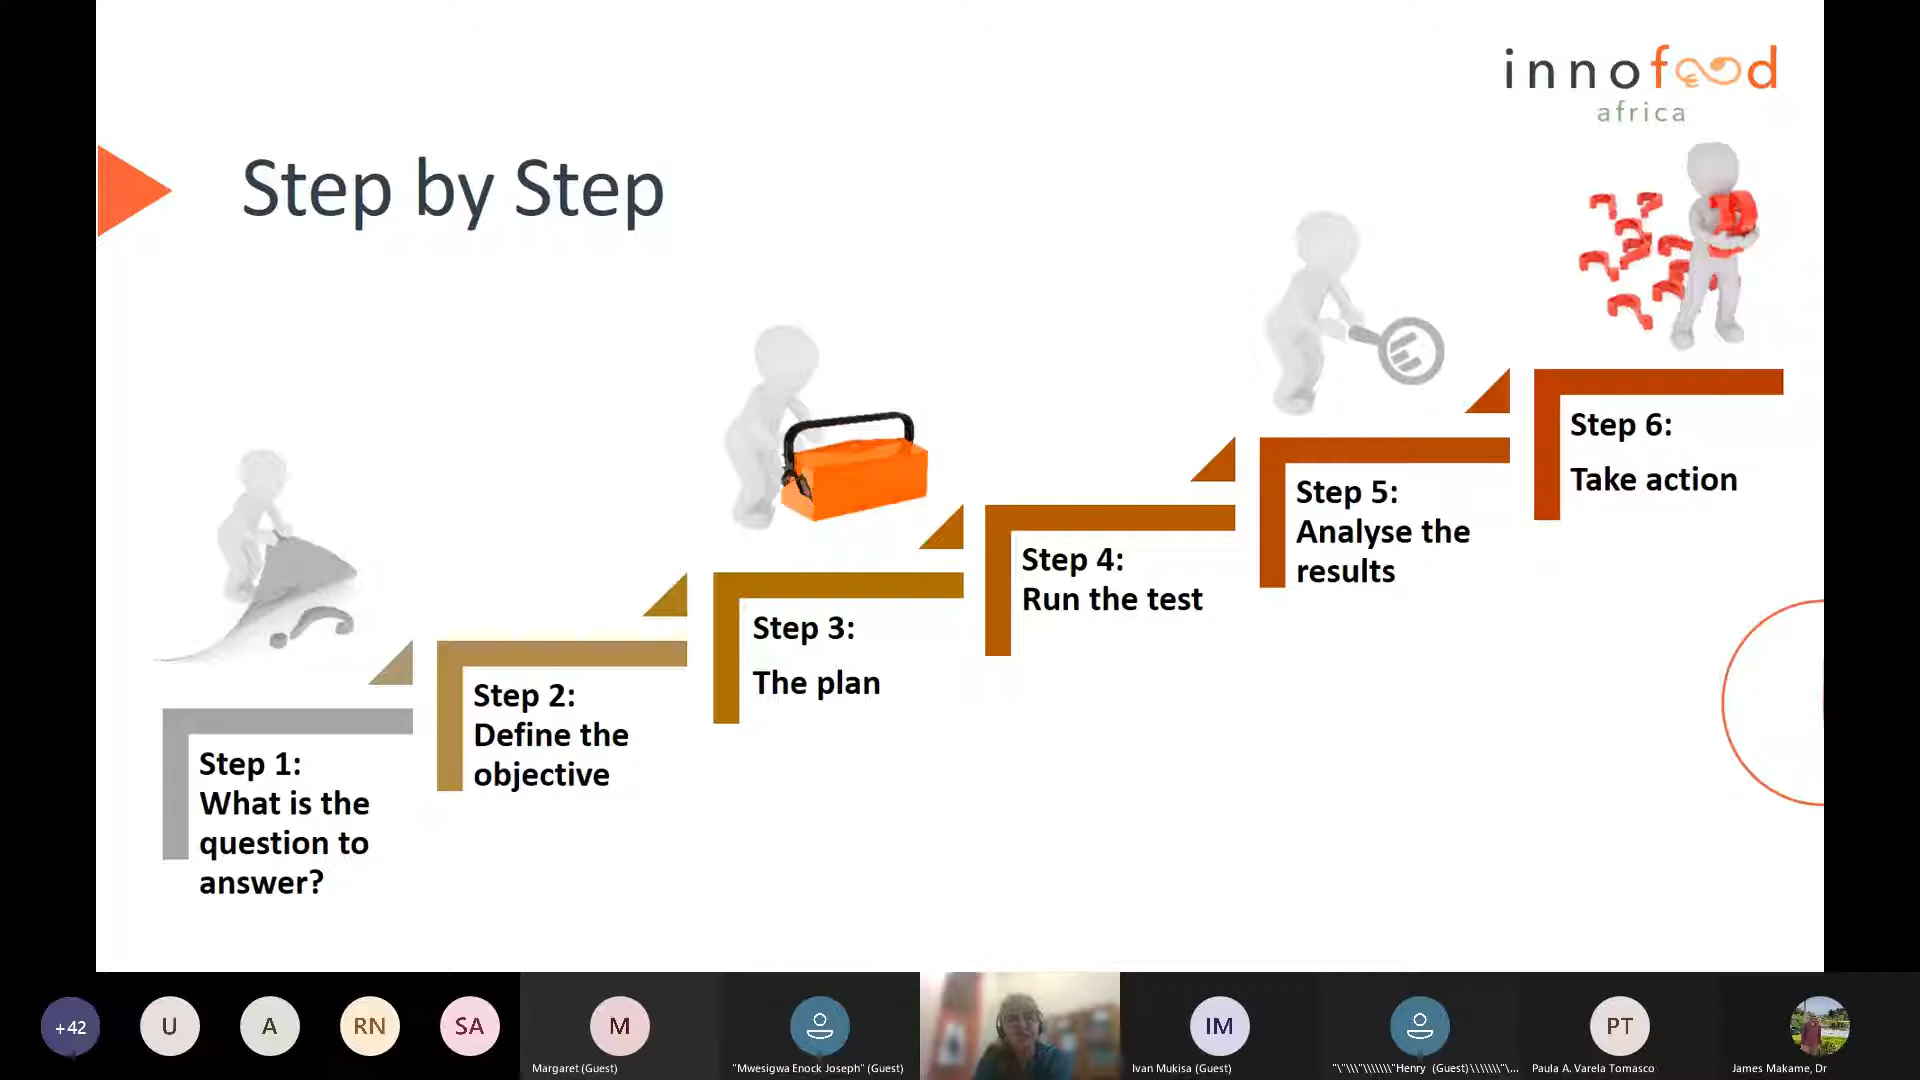 innofood
africa
Step by Step
Step 1:
What is the
question to
answer?
Step 2:
Define the
objective
Step 3:
The plan
Step 4:
Run the test
Step 5:
Analyse the
results
Step 6:
Take action
+42
U
A
RN
SA
M
IM
PT
Margaret (Guest)
"Mwesigwa Enock Joseph" (Guest)
Ivan Mukisa (Guest)
"\"\\\"\\\\\\\"Henry (Guest)\\\\\\\"\...
Paula A. Varela Tomasco
James Makame, Dr